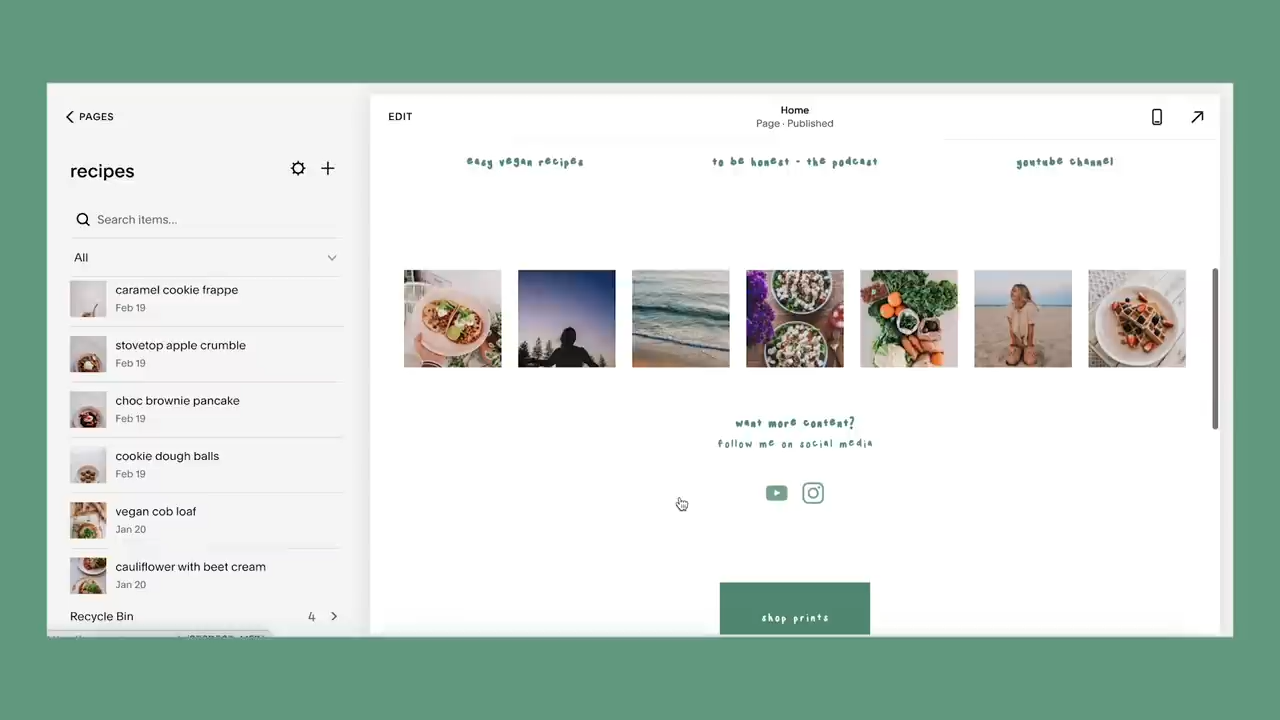 PAGES
recipes
Search items...
All
caramel cookie frappe
Feb 19
stovetop apple crumble
Feb 19
choc brownie pancake
Feb 19
cookie dough balls
Feb 19
vegan cob loaf
Jan 20
cauliflower with beet cream
Jan 20
Recycle Bin 4
EDIT
Home
Page · Published
easy vegan recipes
to be honest - the podcast
youtube channel
want more content?
follow me on social media
shop prints